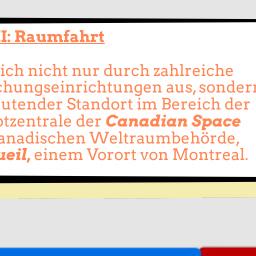 I: Raumfahrt
ich nicht nur durch zahlreiche
chungseinrichtungen aus, sondern
utender Standort im Bereich der
otzentrale der Canadian Space
anadischen Weltraumbehörde,
ueil, einem Vorort von Montreal.